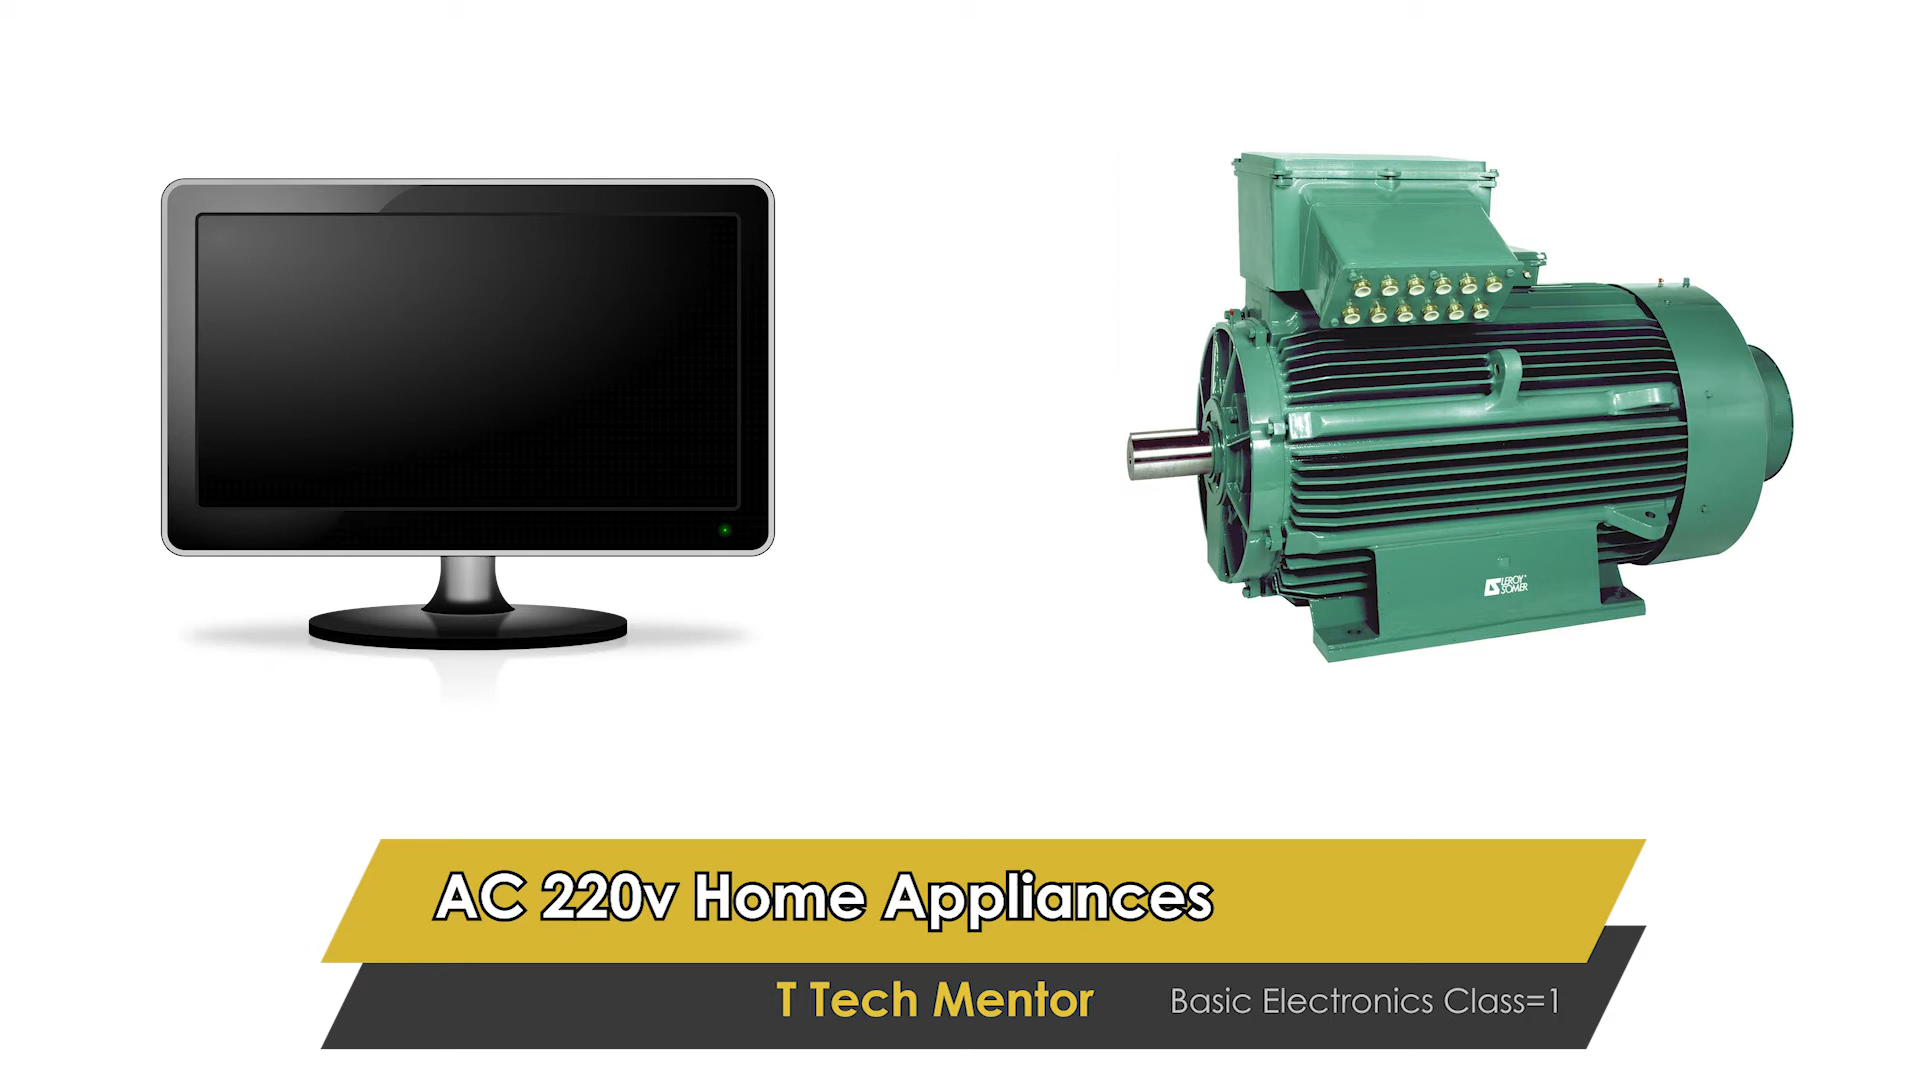 LEROY
SOMER
AC 220v Home Appliances
T Tech Mentor
Basic Electronics Class=1